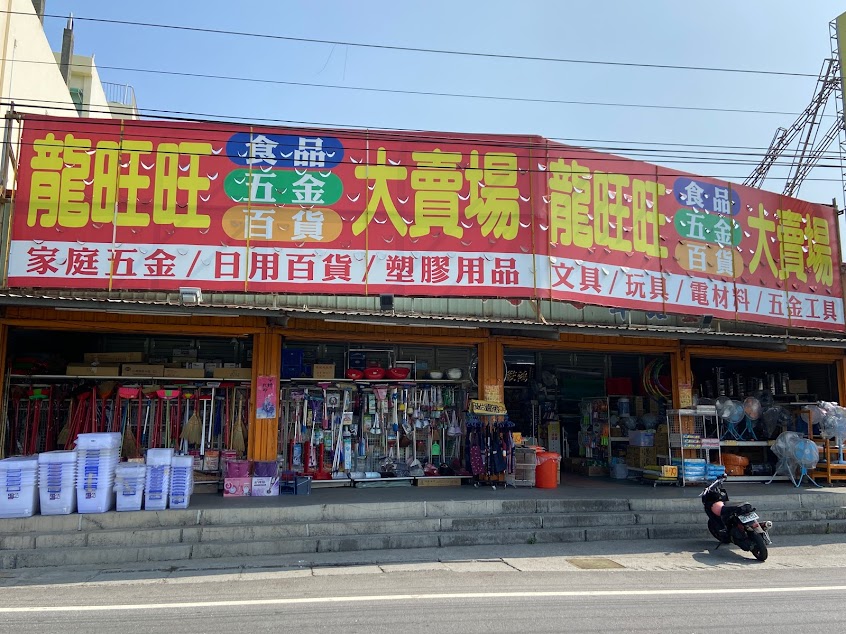 龍旺旺 食品 五金 百貨 大賣場
家庭五金/日用百貨/塑膠用品
龍旺旺 食品 五金 百貨 大賣場
文具/玩具/電材料/五金工具